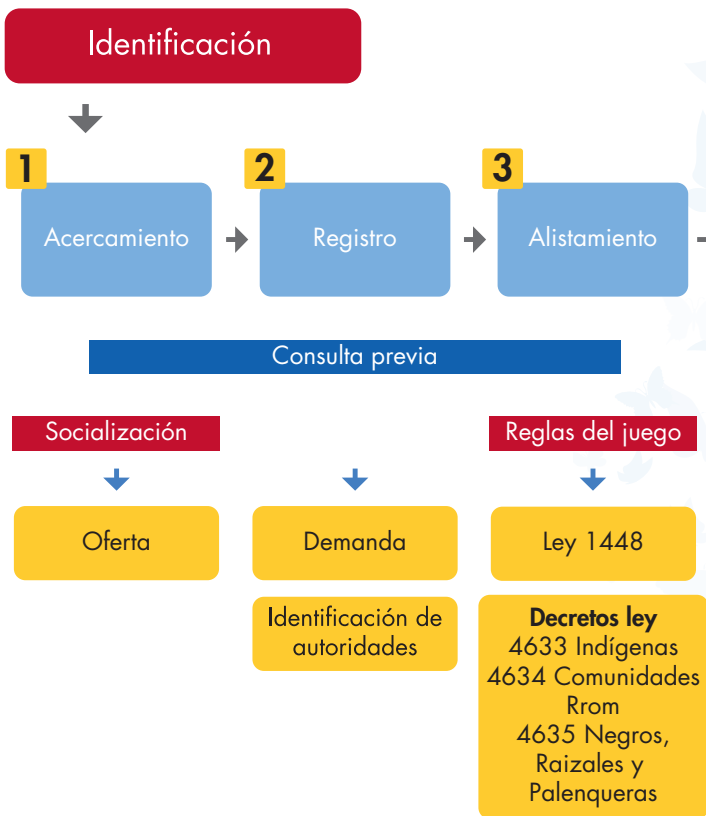 Identificación
1
Acercamiento
2
Registro
3
Alistamiento
Consulta previa
Socialización
Oferta
Demanda
Identificación de
autoridades
Reglas del juego
Ley 1448
Decretos ley
4633 Indígenas
4634 Comunidades
Rrom
4635 Negros,
Raizales y
Palenqueras